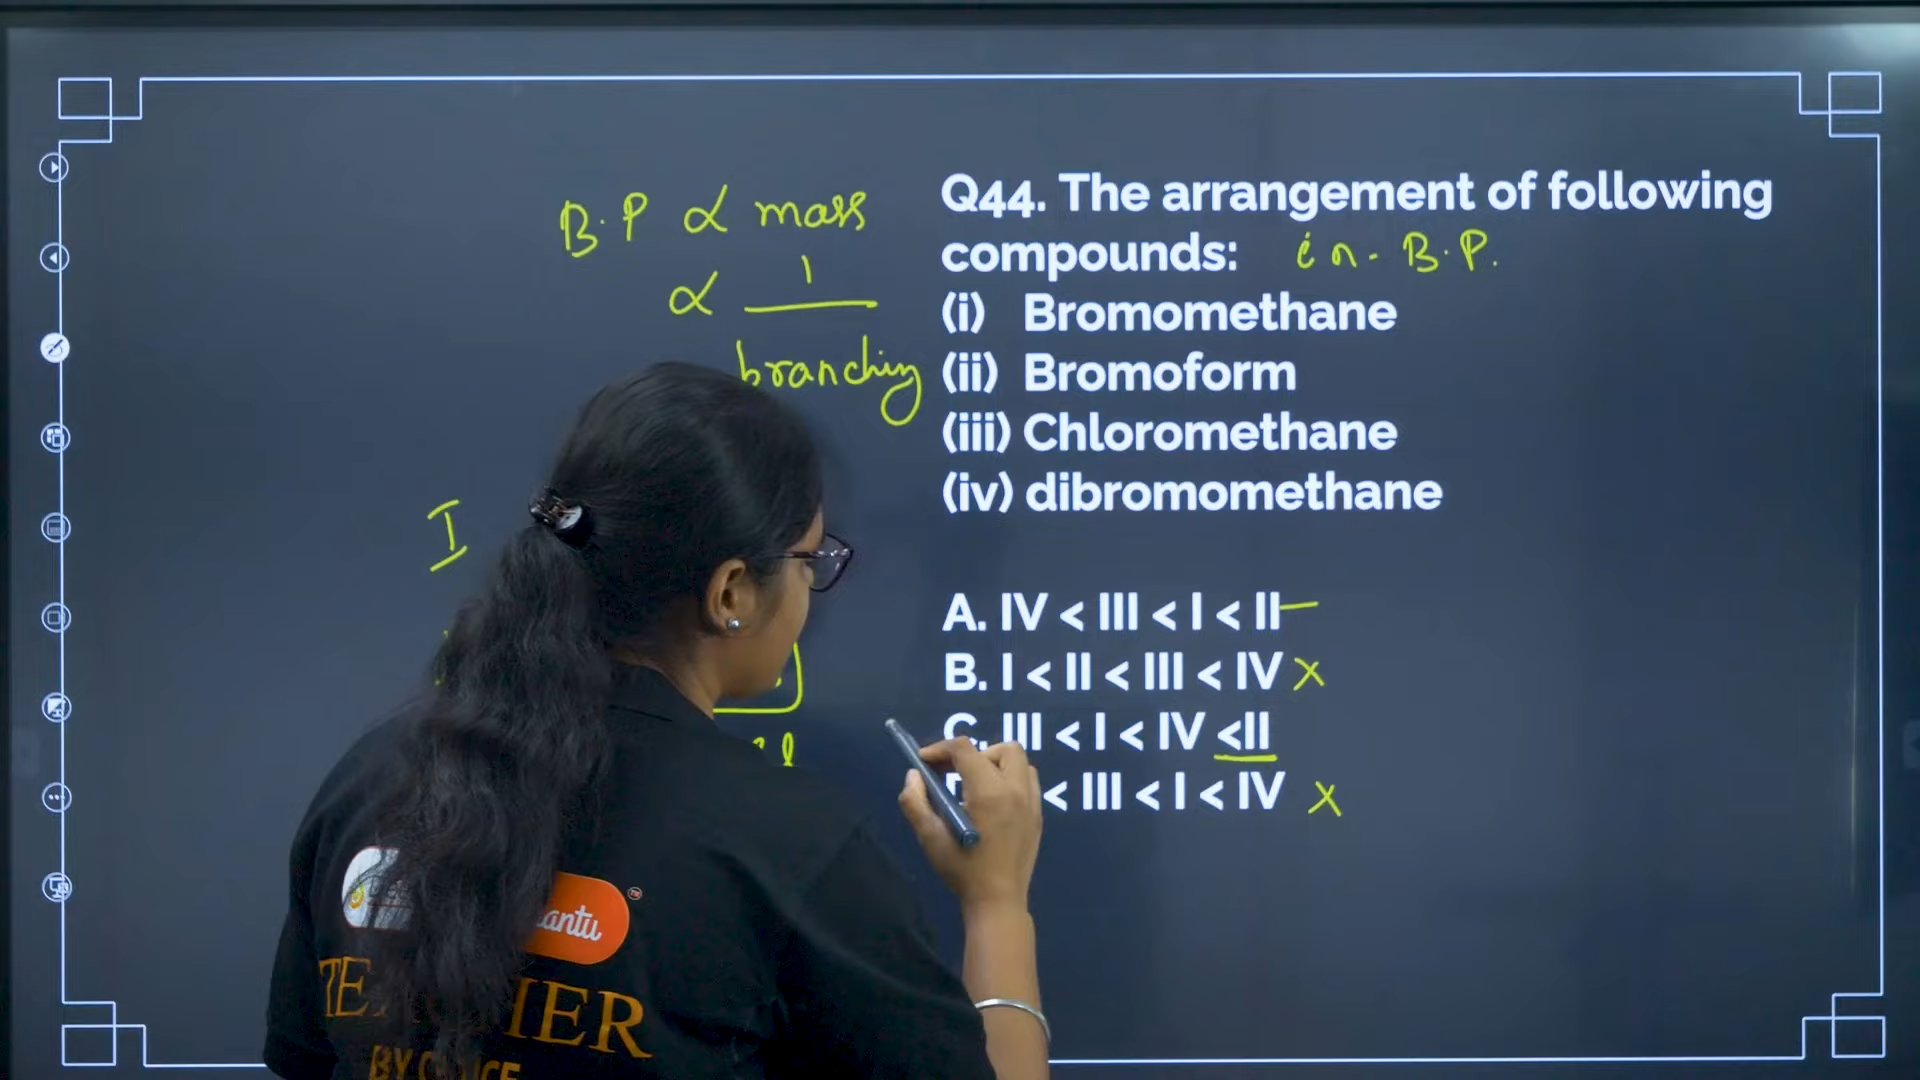 B.P ∝ mass
∝ 1
branching
I
Q44. The arrangement of following
compounds: in. B.P.
(i) Bromomethane
(ii) Bromoform
(iii) Chloromethane
(iv) dibromomethane
A. IV < III < I < II –
B. I < II < III < IV x
C. III < I < IV <II
< III < I < IV x
antu
BY